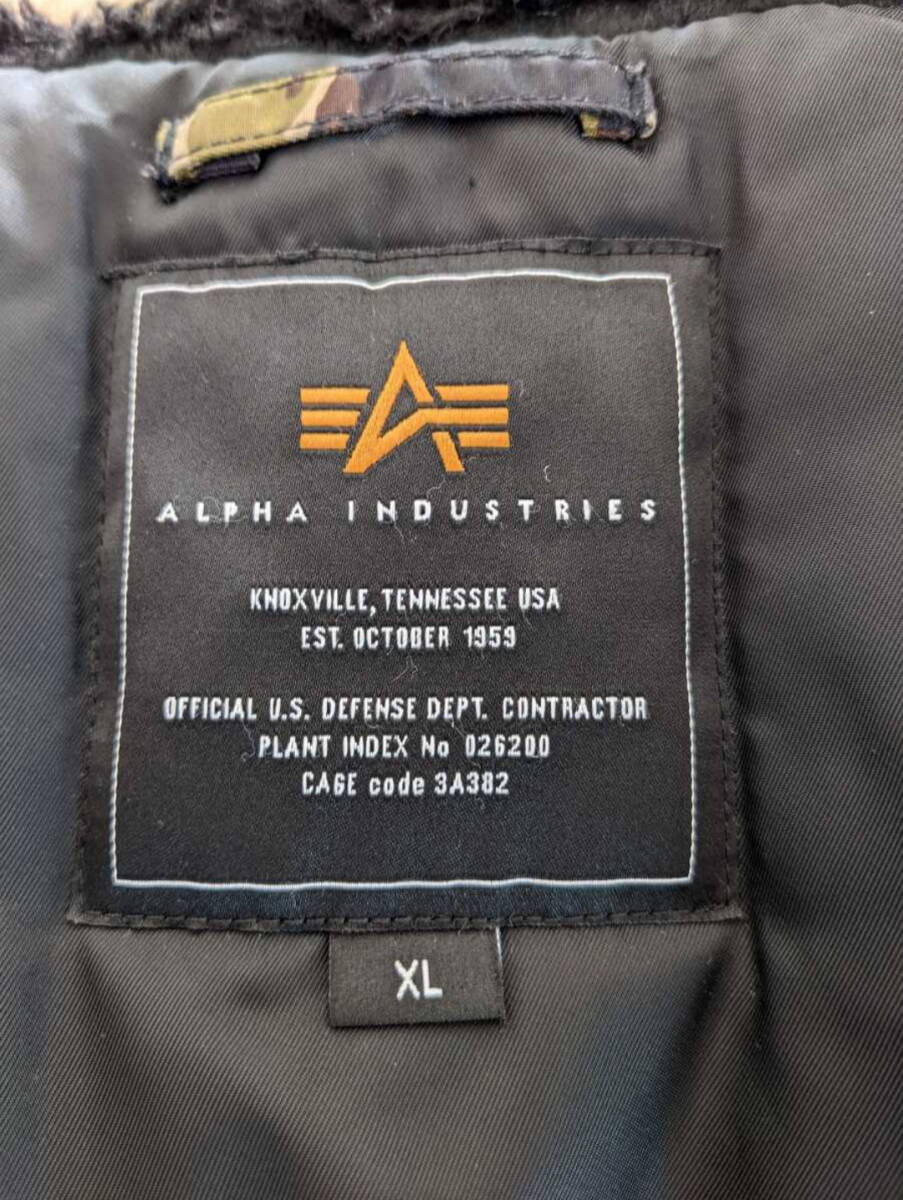 ALPHA INDUSTRIES
KNOXVILLE, TENNESSEE USA
EST. OCTOBER 1959
OFFICIAL U.S. DEFENSE DEPT. CONTRACTOR
PLANT INDEX No 026200
CAGE code 3A382
XL